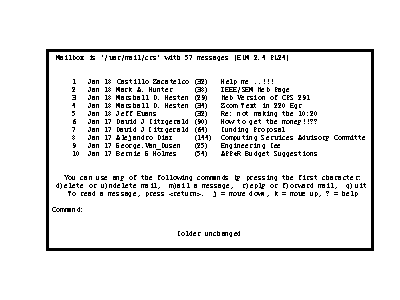 Mailbox is '/usr/mail/crs' with 57 messages [ELM 2.4 PL24]
1 Jan 18 Castillo Zacatelco (32) Help me ..!!!
2 Jan 18 Mark A. Hunter (38) IEEE/SEM Web Page
3 Jan 18 Marshall D. Hesten (29) Web Version of CPS 291
4 Jan 18 Marshall D. Hesten (34) Zoom Text in 220 Egr
5 Jan 18 Jeff Evans (32) Re: not making the 10:20
6 Jan 17 David J Fitzgerald (90) How to get the money!!!??
7 Jan 17 David J Fitzgerald (64) Funding Proposal
8 Jan 17 Alejandro Diaz (144) Computing Services Advisory Committe
9 Jan 17 George.Van_Dusen (25) Engineering Fee
10 Jan 17 Bernie G Holmes (54) APPeR Budget Suggestions
You can use any of the following commands by pressing the first character;
d)elete or u)ndelete mail, m)ail a message, r)eply or f)orward mail, q)uit
To read a message, press <return>. j = move down, k = move up, ? = help
Command:
Folder unchanged